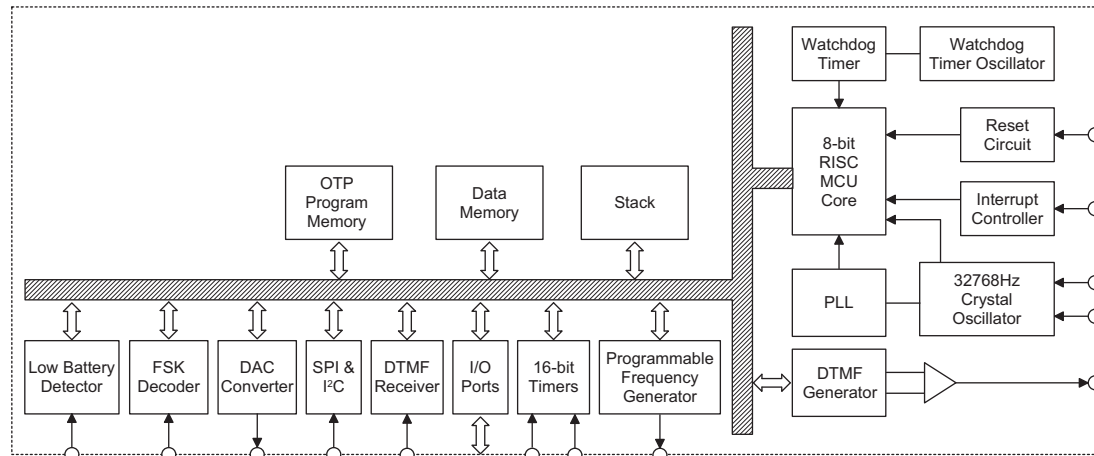 Watchdog
Timer
Watchdog
Timer Oscillator
8-bit
RISC
MCU
Core
Reset
Circuit
Interrupt
Controller
OTP
Program
Memory
Data
Memory
Stack
PLL
32768Hz
Crystal
Oscillator
Low Battery
Detector
FSK
Decoder
DAC
Converter
SPI &
I²C
DTMF
Receiver
I/O
Ports
16-bit
Timers
Programmable
Frequency
Generator
DTMF
Generator